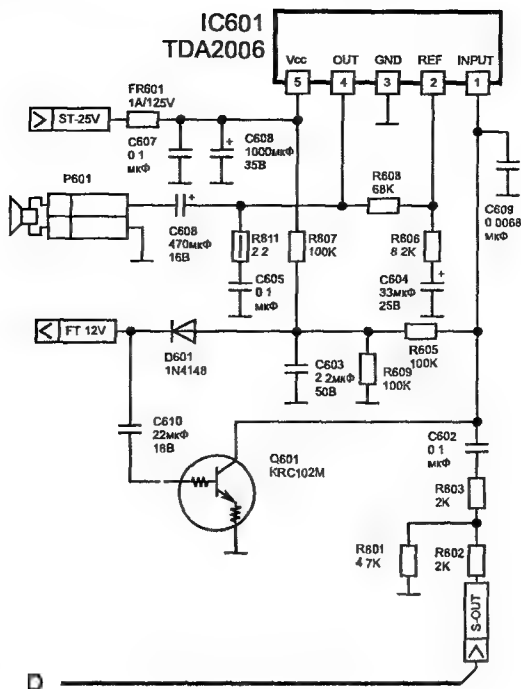 IC601
TDA2006
Vcc OUT GND REF INPUT
5 4 3 2 1
FR601
1A/125V
ST-25V
C607
0 1
мкФ
C608
1000мкФ
35В
P601
C608
470мкФ
16В
R608
68K
C609
0 0068
мкФ
R811
2 2
R807
100K
R606
8 2K
C605
0 1
мкФ
C604
33мкФ
25В
FT 12V
D601
1N4148
C603
2 2мкФ
50В
R609
100K
R605
100K
C610
22мкФ
16В
Q601
KRC102M
C602
0 1
мкФ
R603
2K
R801
4 7K
R602
2K
S-OUT
D